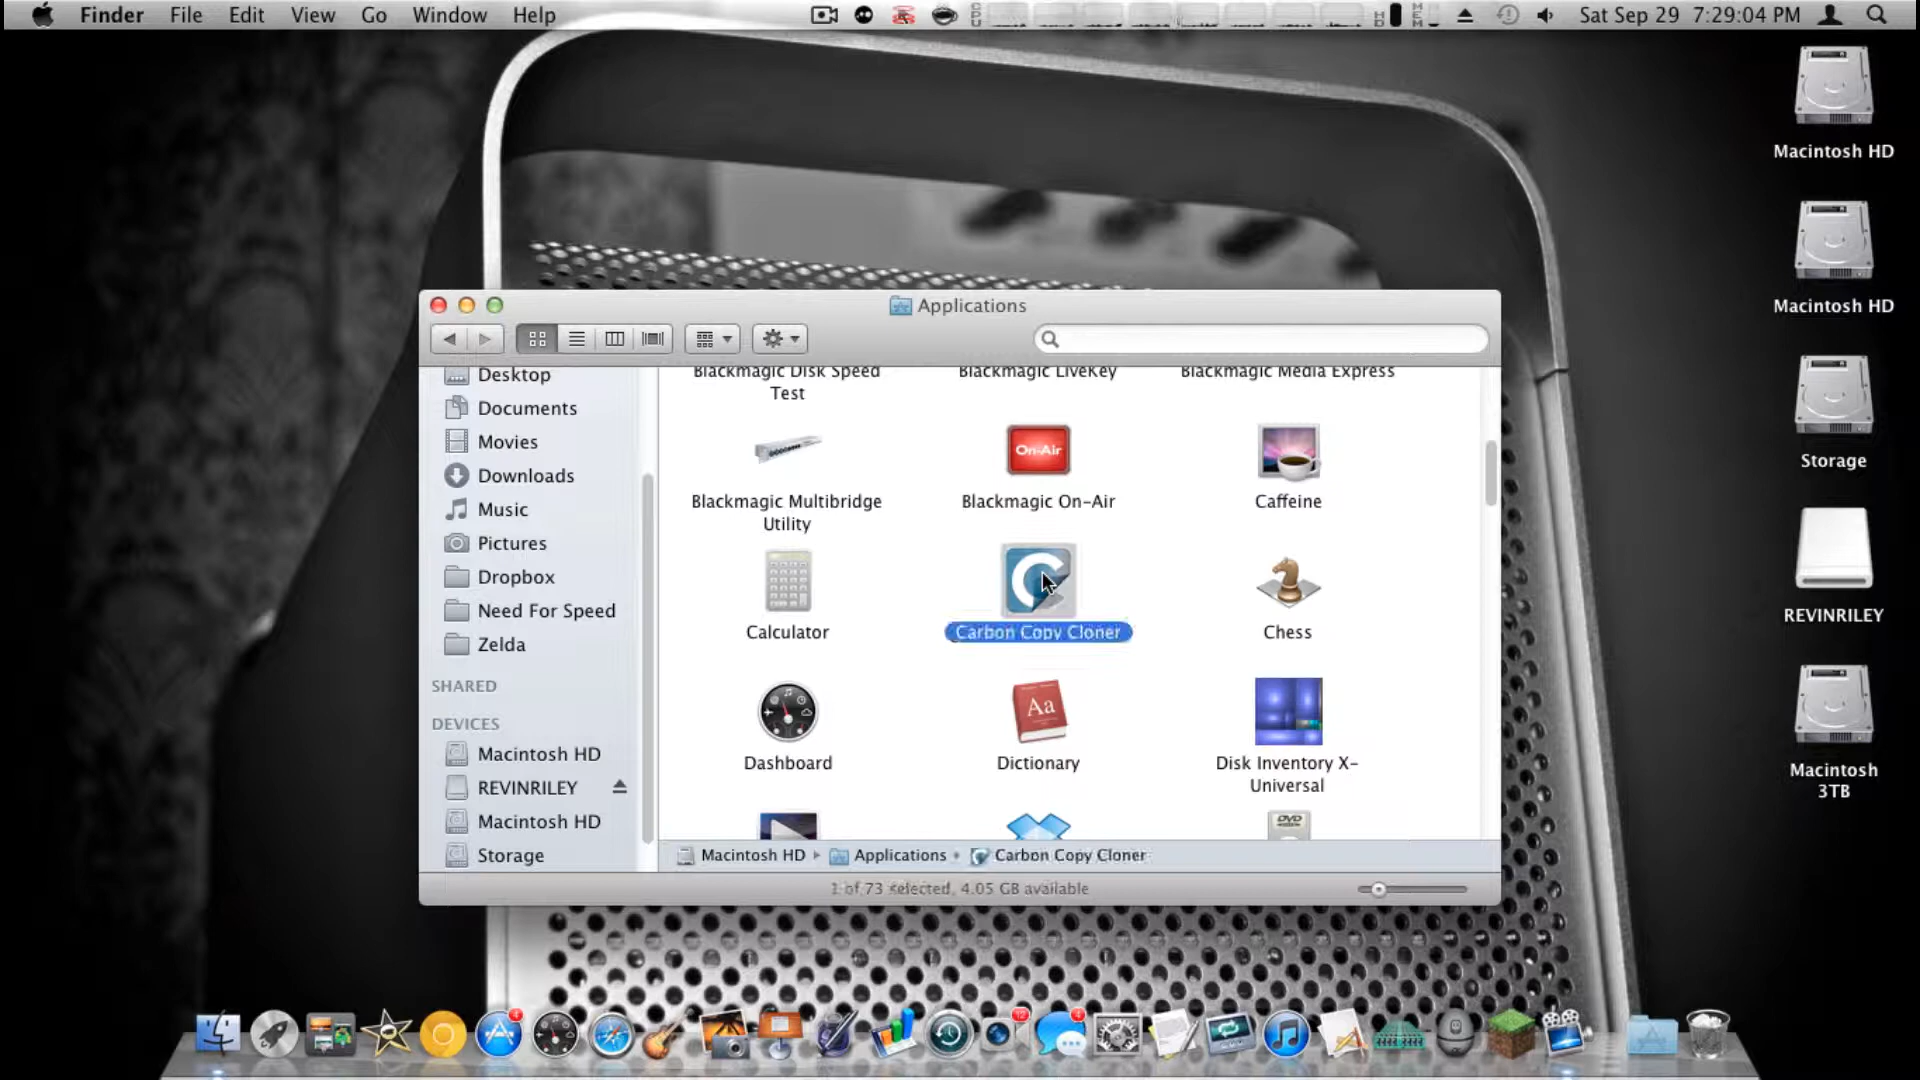 Finder File Edit View Go Window Help
Sat Sep 29 7:29:04 PM
Macintosh HD
Macintosh HD
Storage
REVINRILEY
Macintosh
3TB
Applications
Desktop
Documents
Movies
Downloads
Music
Pictures
Dropbox
Need For Speed
Zelda
SHARED
DEVICES
Macintosh HD
REVINRILEY
Macintosh HD
Storage
Blackmagic Disk Speed
Test
Blackmagic LiveKey
Blackmagic Media Express
On-Air
Blackmagic Multibridge
Utility
Blackmagic On-Air
Caffeine
Calculator
Carbon Copy Cloner
Chess
Aa
Dashboard
Dictionary
Disk Inventory X-
Universal
DVD
Macintosh HD Applications Carbon Copy Cloner
1 of 73 selected, 4.05 GB available